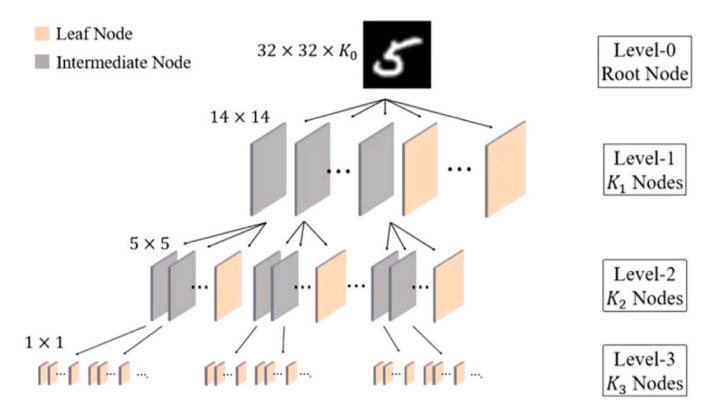 Leaf Node
Intermediate Node
32 × 32 × K₀
Level-0
Root Node
14 × 14
Level-1
K₁ Nodes
5 × 5
Level-2
K₂ Nodes
1 × 1
Level-3
K₃ Nodes